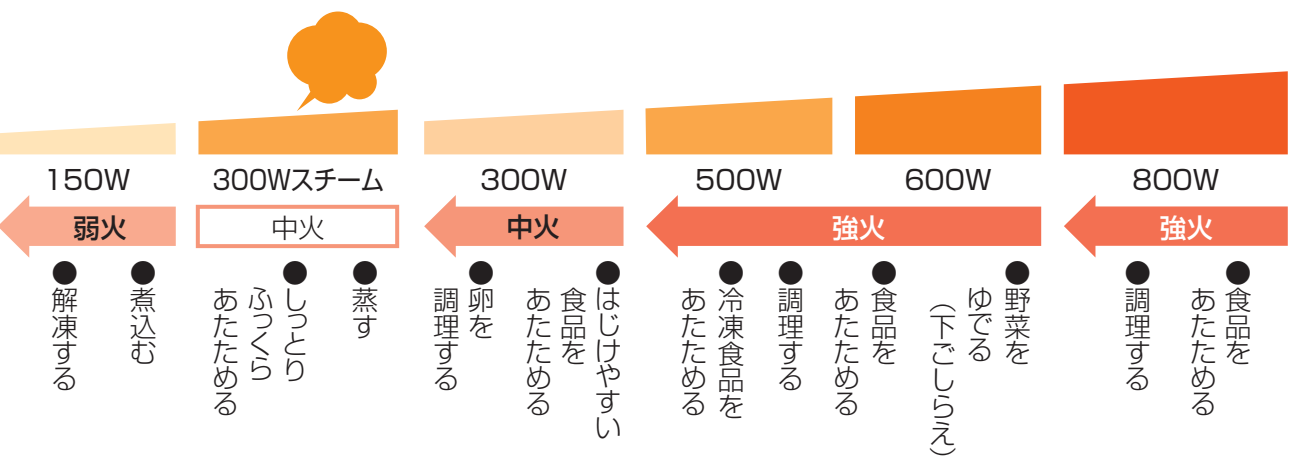 150W
300Wスチーム
300W
500W
600W
800W
弱火
中火
中火
強火
強火
●食品を
あたためる
●調理する
●野菜を
ゆでる
(下ごしらえ)
●食品を
あたためる
●調理する
●冷凍食品を
あたためる
●はじけやすい
食品を
あたためる
●卵を
調理する
●蒸す
●しっとり
ふっくら
あたためる
●煮込む
●解凍する